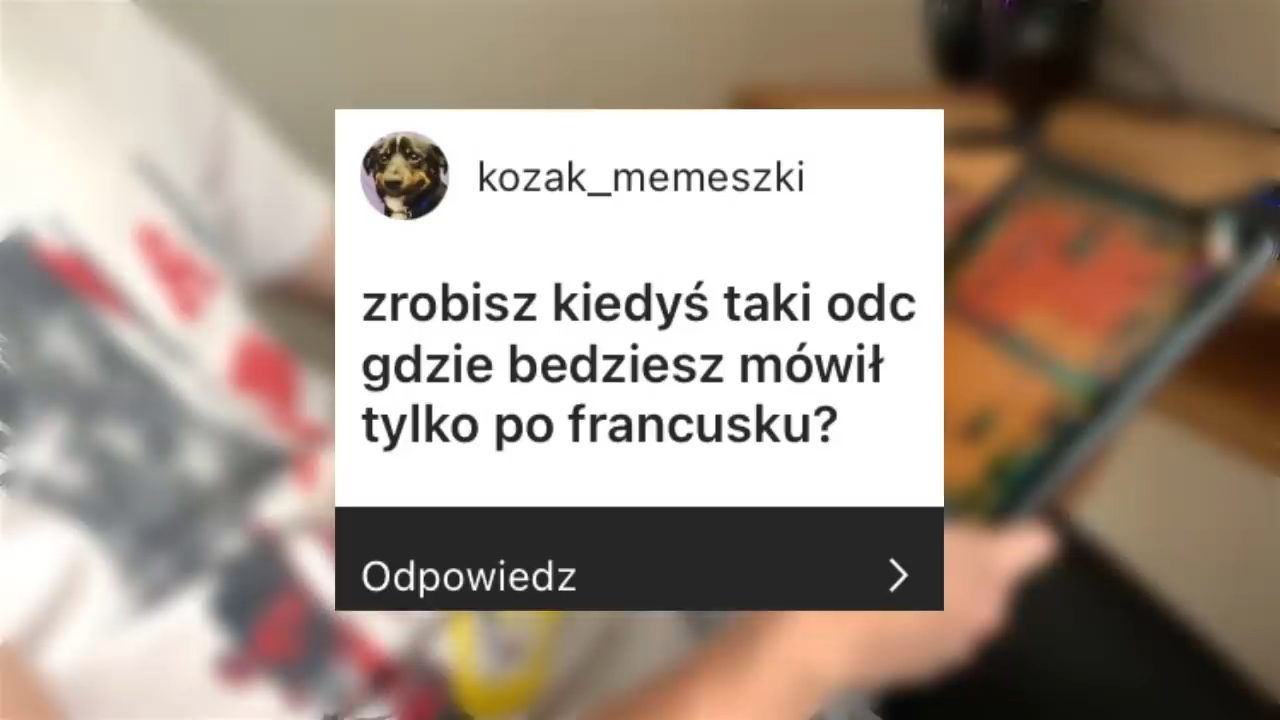 kozak_memeszki
zrobisz kiedyś taki odc
gdzie bedziesz mówił
tylko po francusku?
Odpowiedz